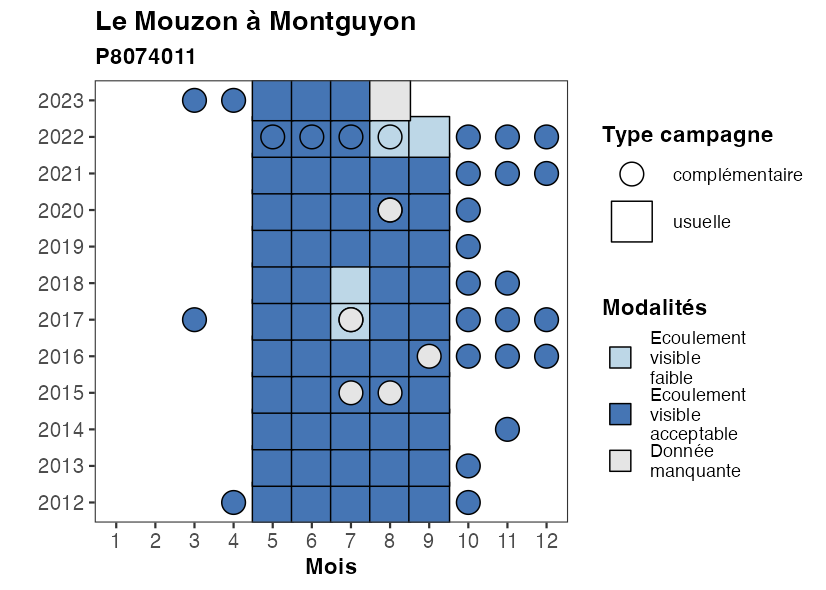 Le Mouzon à Montguyon
P8074011
2023
2022
2021
2020
2019
2018
2017
2016
2015
2014
2013
2012
1 2 3 4 5 6 7 8 9 10 11 12
Mois
Type campagne
complémentaire
usuelle
Modalités
Ecoulement
visible
faible
Ecoulement
visible
acceptable
Donnée
manquante